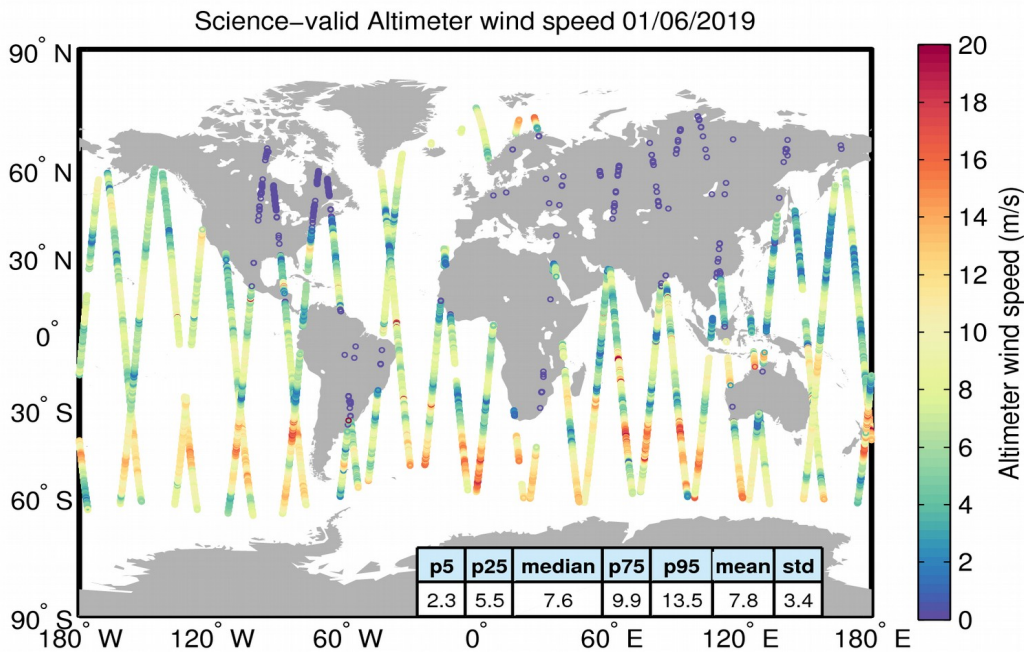 Science−valid Altimeter wind speed 01/06/2019
90° N
60° N
30° N
0°
30° S
60° S
90° S
180° W
120° W
60° W
0°
60° E
120° E
180° E
p5 p25 median p75 p95 mean std
2.3 5.5 7.6 9.9 13.5 7.8 3.4
20
18
16
14
12
10
8
6
4
2
0
Altimeter wind speed (m/s)